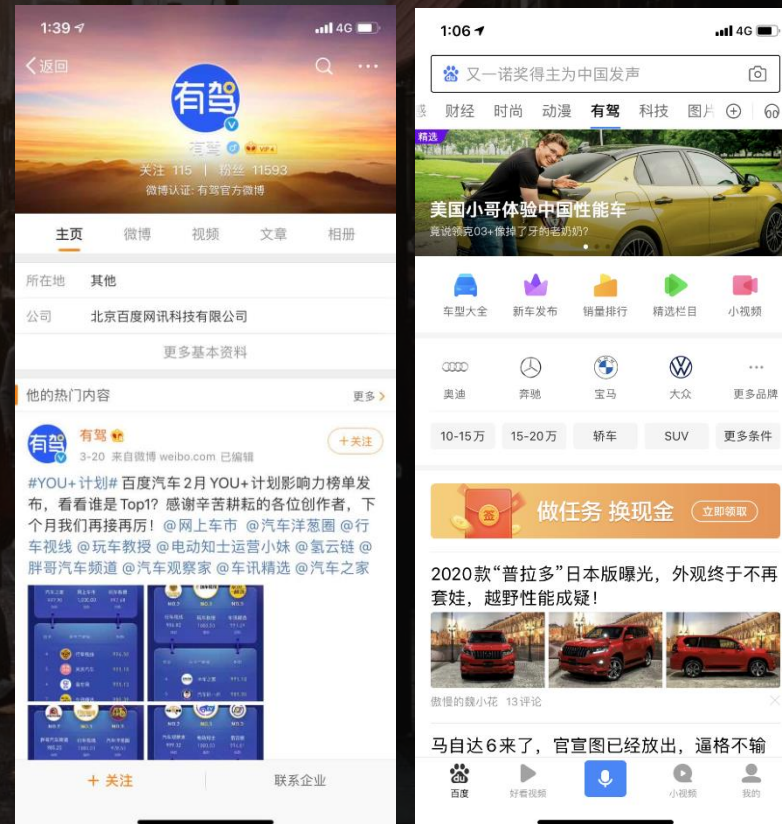 1:39
4G
返回
有驾
有驾
VIP4
关注 115 | 粉丝 11593
微博认证: 有驾官方微博
主页 微博 视频 文章 相册
所在地 其他
公司 北京百度网讯科技有限公司
更多基本资料
他的热门内容 更多
有驾
3-20 来自微博 weibo.com 已编辑
+关注
#YOU+计划# 百度汽车2月YOU+计划影响力榜单发
布，看看谁是Top1？感谢辛苦耕耘的各位创作者，下
个月我们再接再厉！@网上车市 @汽车洋葱圈 @行
车视线 @玩车教授 @电动知士运营小妹 @氢云链 @
胖哥汽车频道 @汽车观察家 @车讯精选 @汽车之家
+ 关注 联系企业
1:06
4G
又一诺奖得主为中国发声
财经 时尚 动漫 有驾 科技 图片
精选
美国小哥体验中国性能车
竟说领克03+像掉了牙的老奶奶?
车型大全 新车发布 销量排行 精选栏目 小视频
奥迪 奔驰 宝马 大众 更多品牌
10-15万 15-20万 轿车 SUV 更多条件
签
做任务 换现金
立即领取
2020款“普拉多”日本版曝光，外观终于不再
套娃，越野性能成疑！
傲慢的魏小花 13评论
马自达6来了，官宣图已经放出，逼格不输
百度 好看视频 小视频 我的